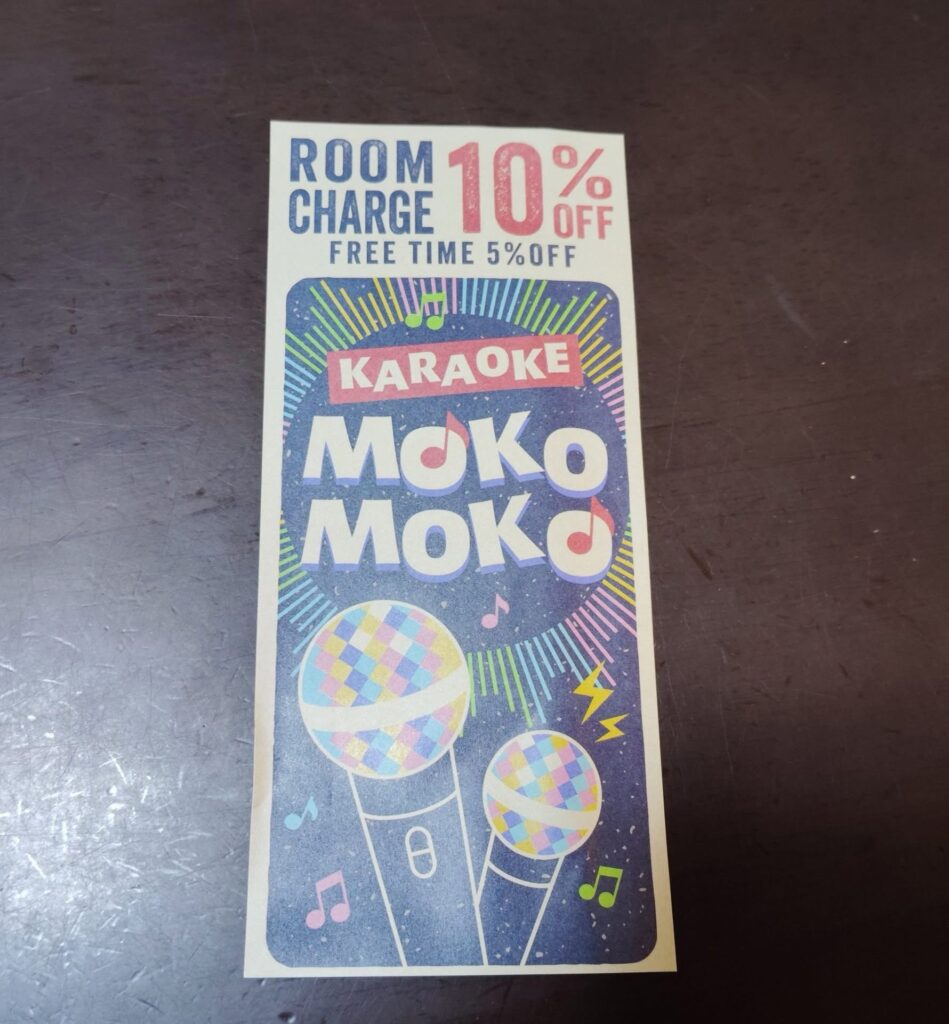 ROOM
CHARGE
10%
OFF
FREE TIME 5%OFF
KARAOKE
MOKO
MOKO